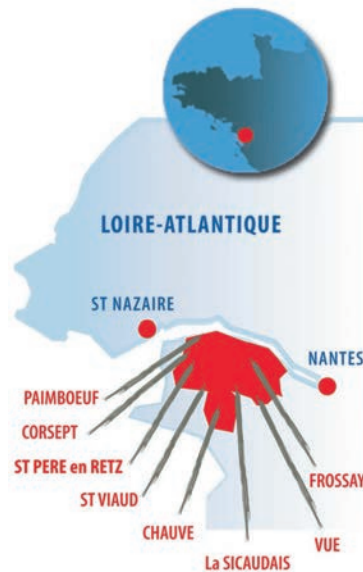 LOIRE-ATLANTIQUE
ST NAZAIRE
NANTES
PAIMBOEUF
CORSEPT
ST PERE en RETZ
ST VIAUD
CHAUVE
La SICAUDAIS
VUE
FROSSAY